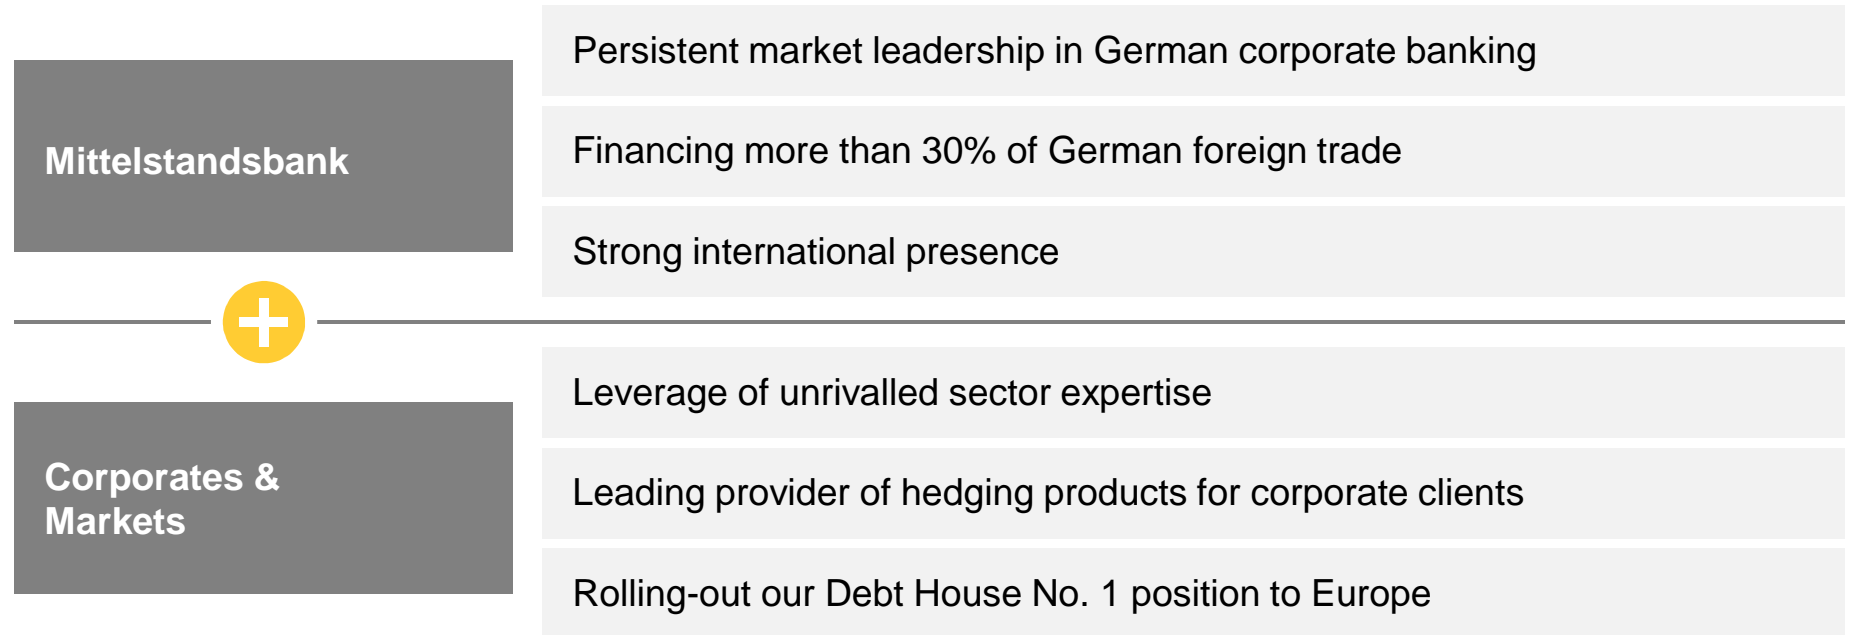 Persistent market leadership in German corporate banking
Mittelstandsbank
Financing more than 30% of German foreign trade
Strong international presence
Leverage of unrivalled sector expertise
Corporates &
Markets
Leading provider of hedging products for corporate clients
Rolling-out our Debt House No. 1 position to Europe